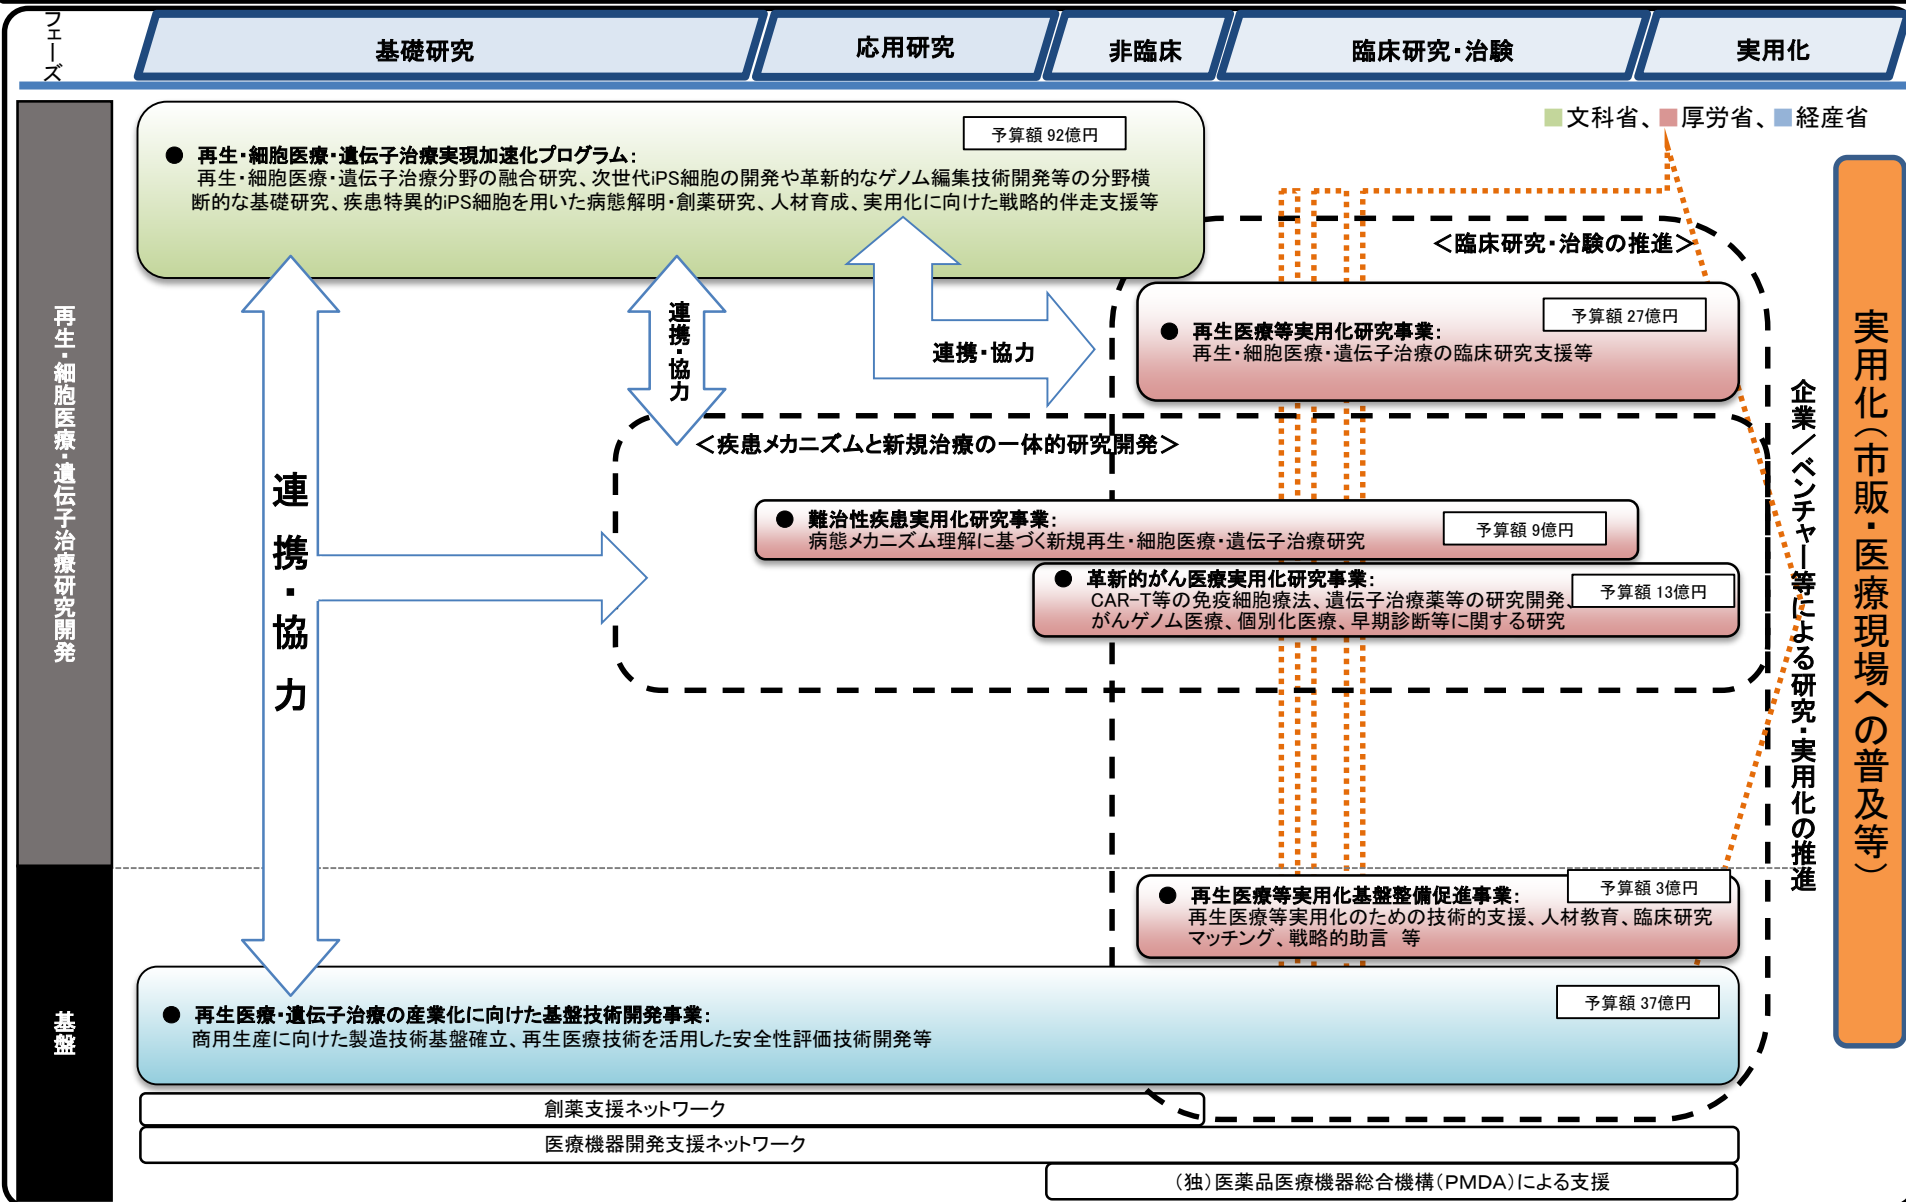 フェーズ
基礎研究
応用研究
非臨床
臨床研究・治験
実用化
■文科省、■厚労省、■経産省
再生・細胞医療・遺伝子治療研究開発
予算額 92億円
● 再生・細胞医療・遺伝子治療実現加速化プログラム:
再生・細胞医療・遺伝子治療分野の融合研究、次世代iPS細胞の開発や革新的なゲノム編集技術開発等の分野横
断的な基礎研究、疾患特異的iPS細胞を用いた病態解明・創薬研究、人材育成、実用化に向けた戦略的伴走支援等
<臨床研究・治験の推進>
連携・協力
連携・協力
連携・協力
予算額 27億円
● 再生医療等実用化研究事業:
再生・細胞医療・遺伝子治療の臨床研究支援等
<疾患メカニズムと新規治療の一体的研究開発>
● 難治性疾患実用化研究事業:
予算額 9億円
病態メカニズム理解に基づく新規再生・細胞医療・遺伝子治療研究
● 革新的がん医療実用化研究事業:
予算額 13億円
CAR-T等の免疫細胞療法、遺伝子治療薬等の研究開発、
がんゲノム医療、個別化医療、早期診断等に関する研究
企業/ベンチャー等による研究・実用化の推進
実用化(市販・医療現場への普及等)
基盤
予算額 3億円
● 再生医療等実用化基盤整備促進事業:
再生医療等実用化のための技術的支援、人材教育、臨床研究
マッチング、戦略的助言 等
予算額 37億円
● 再生医療・遺伝子治療の産業化に向けた基盤技術開発事業:
商用生産に向けた製造技術基盤確立、再生医療技術を活用した安全性評価技術開発等
創薬支援ネットワーク
医療機器開発支援ネットワーク
(独)医薬品医療機器総合機構(PMDA)による支援